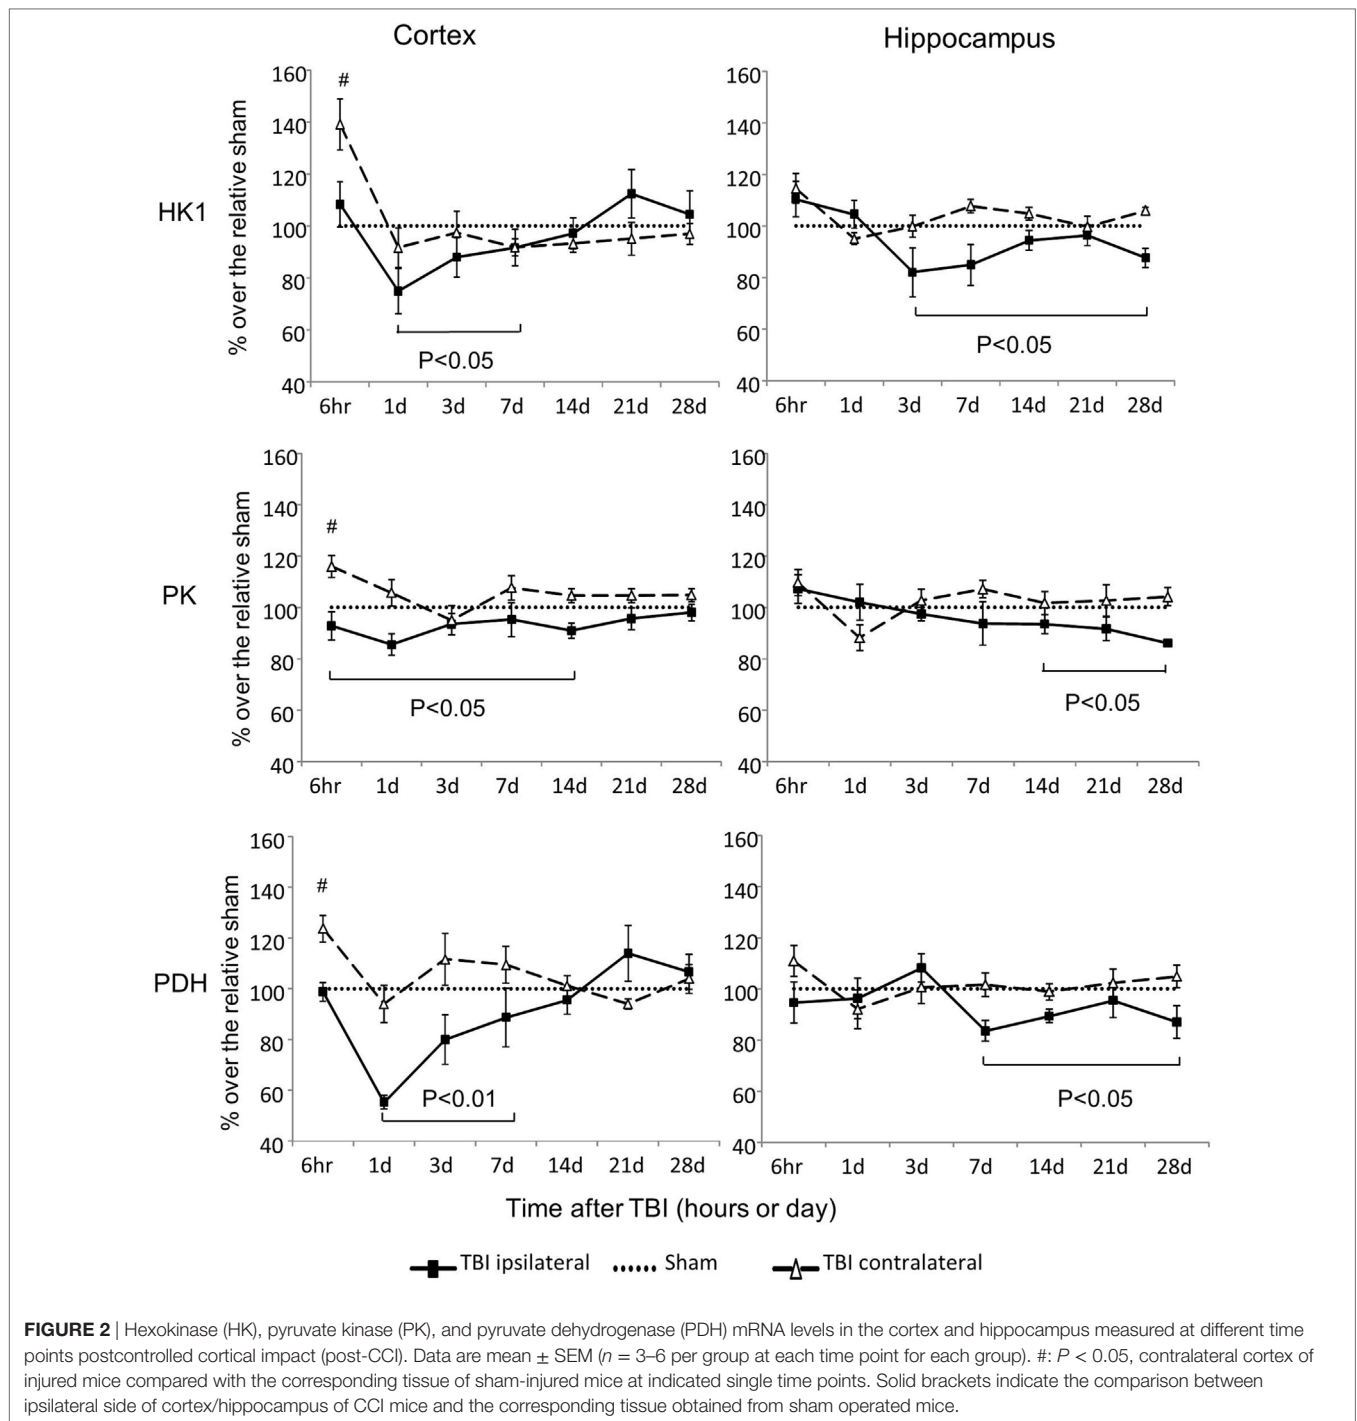 Cortex
Hippocampus
HK1
% over the relative sham
160
140
120
100
80
60
40
#
P<0.05
6hr 1d 3d 7d 14d 21d 28d
160
140
120
100
80
60
40
P<0.05
6hr 1d 3d 7d 14d 21d 28d
PK
% over the relative sham
160
140
120
100
80
60
40
#
P<0.05
6hr 1d 3d 7d 14d 21d 28d
160
140
120
100
80
60
40
P<0.05
6hr 1d 3d 7d 14d 21d 28d
PDH
% over the relative sham
160
140
120
100
80
60
40
#
P<0.01
6hr 1d 3d 7d 14d 21d 28d
160
140
120
100
80
60
40
P<0.05
6hr 1d 3d 7d 14d 21d 28d
Time after TBI (hours or day)
TBI ipsilateral Sham TBI contralateral
FIGURE 2 | Hexokinase (HK), pyruvate kinase (PK), and pyruvate dehydrogenase (PDH) mRNA levels in the cortex and hippocampus measured at different time
points postcontrolled cortical impact (post-CCI). Data are mean ± SEM (n = 3–6 per group at each time point for each group). #: P < 0.05, contralateral cortex of
injured mice compared with the corresponding tissue of sham-injured mice at indicated single time points. Solid brackets indicate the comparison between
ipsilateral side of cortex/hippocampus of CCI mice and the corresponding tissue obtained from sham operated mice.